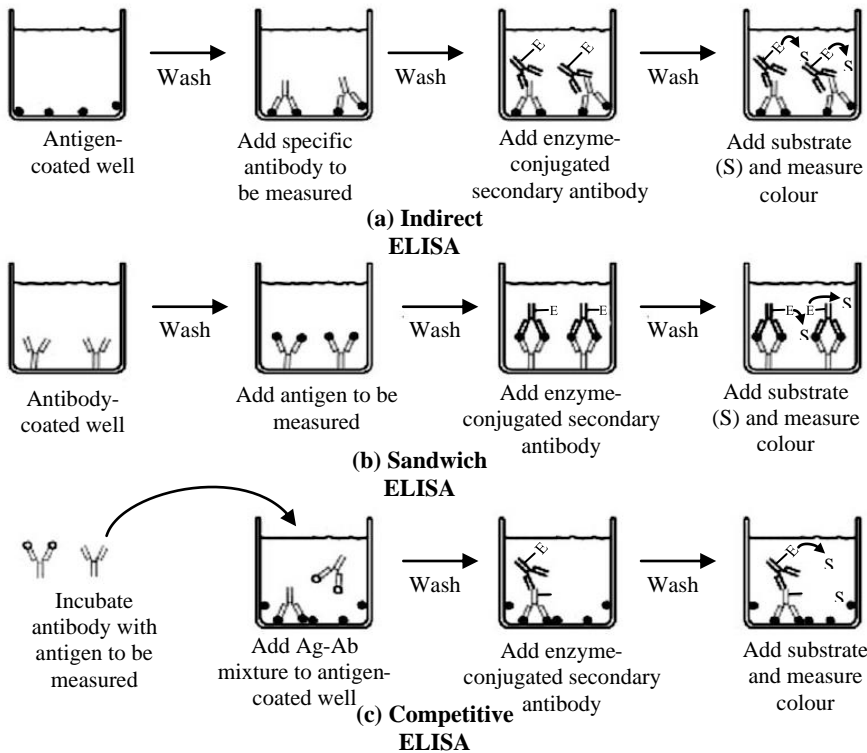 Wash
Wash
Wash
Antigen-
coated well
Add specific
antibody to
be measured
Add enzyme-
conjugated
secondary antibody
Add substrate
(S) and measure
colour
E
E
E
S
E
S
(a) Indirect
ELISA
Wash
Wash
Wash
Antibody-
coated well
Add antigen to be
measured
Add enzyme-
conjugated secondary
antibody
Add substrate
(S) and measure
colour
E
E
E
E
S
S
(b) Sandwich
ELISA
Incubate
antibody with
antigen to be
measured
Add Ag-Ab
mixture to antigen-
coated well
Wash
Add enzyme-
conjugated secondary
antibody
Wash
Add substrate
and measure
colour
E
E
S
S
(c) Competitive
ELISA